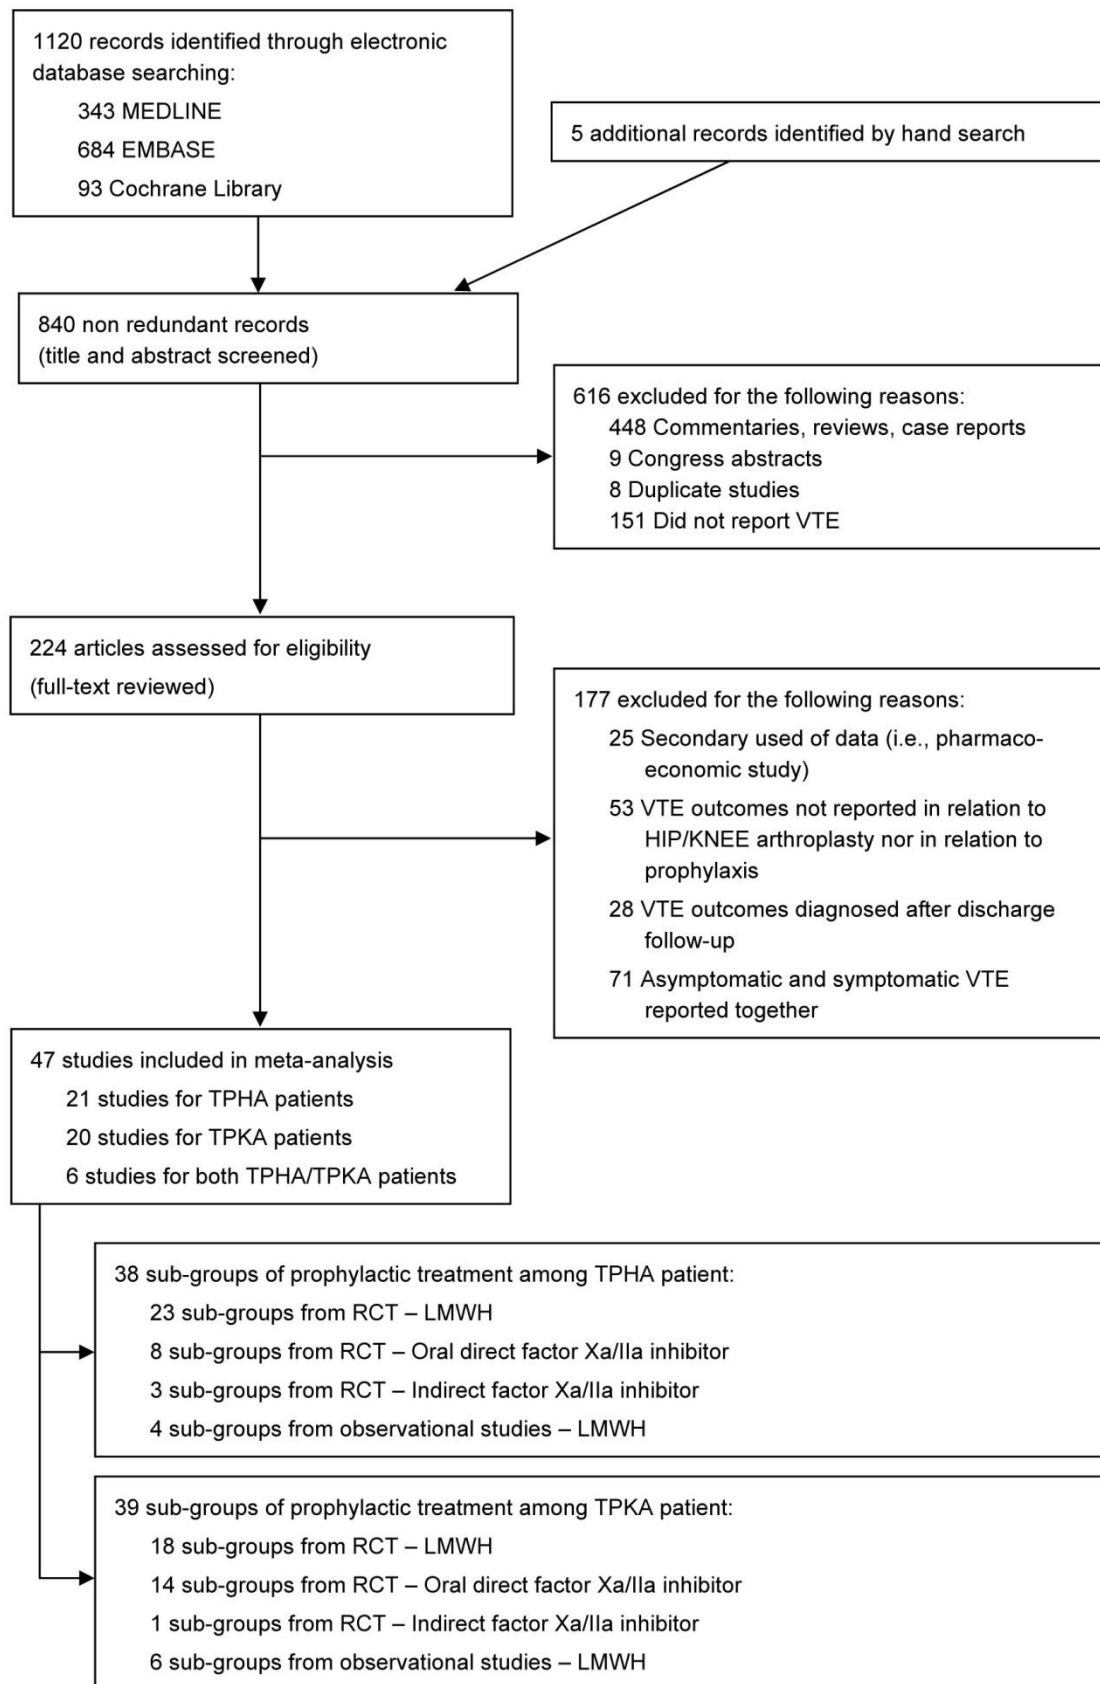 1120 records identified through electronic
database searching:
343 MEDLINE
684 EMBASE
93 Cochrane Library
5 additional records identified by hand search
840 non redundant records
(title and abstract screened)
616 excluded for the following reasons:
448 Commentaries, reviews, case reports
9 Congress abstracts
8 Duplicate studies
151 Did not report VTE
224 articles assessed for eligibility
(full-text reviewed)
177 excluded for the following reasons:
25 Secondary used of data (i.e., pharmaco-
economic study)
53 VTE outcomes not reported in relation to
HIP/KNEE arthroplasty nor in relation to
prophylaxis
28 VTE outcomes diagnosed after discharge
follow-up
71 Asymptomatic and symptomatic VTE
reported together
47 studies included in meta-analysis
21 studies for TPHA patients
20 studies for TPKA patients
6 studies for both TPHA/TPKA patients
38 sub-groups of prophylactic treatment among TPHA patient:
23 sub-groups from RCT – LMWH
8 sub-groups from RCT – Oral direct factor Xa/IIa inhibitor
3 sub-groups from RCT – Indirect factor Xa/IIa inhibitor
4 sub-groups from observational studies – LMWH
39 sub-groups of prophylactic treatment among TPKA patient:
18 sub-groups from RCT – LMWH
14 sub-groups from RCT – Oral direct factor Xa/IIa inhibitor
1 sub-groups from RCT – Indirect factor Xa/IIa inhibitor
6 sub-groups from observational studies – LMWH